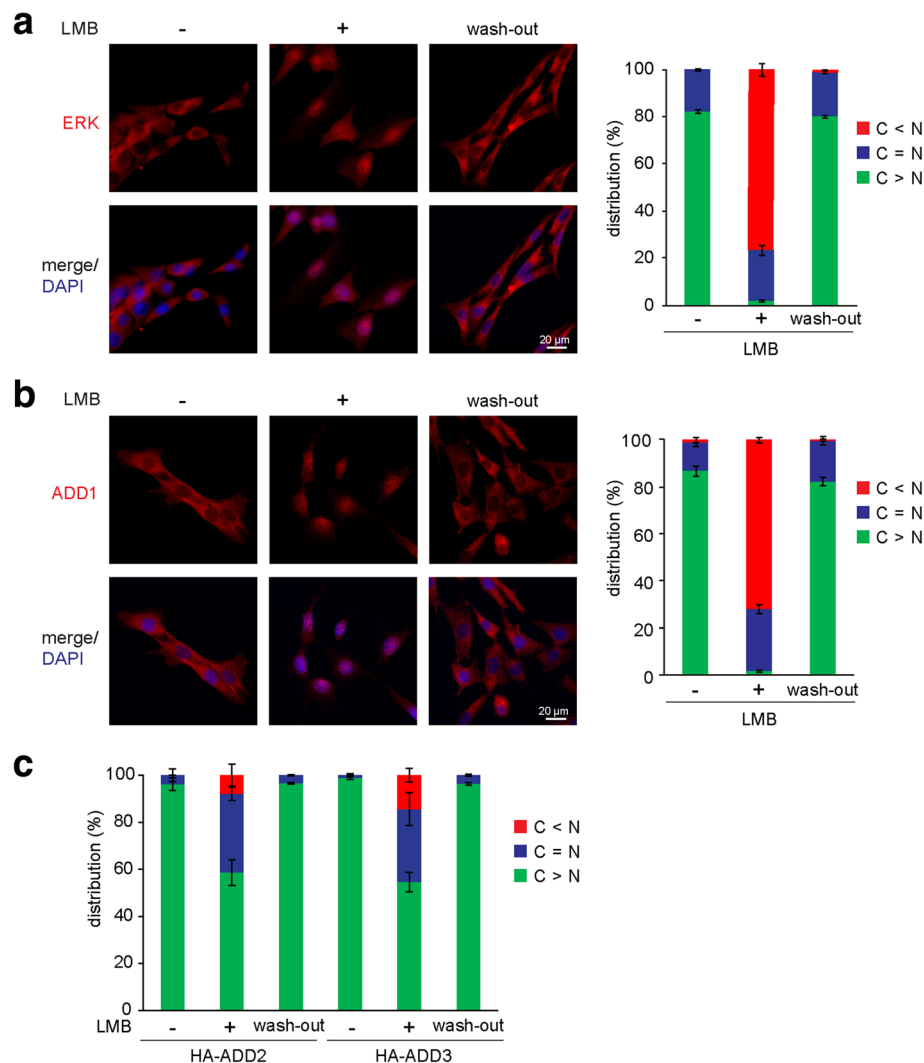 a
LMB - + wash-out
ERK
merge/
DAPI
20 µm
distribution (%)
100
80
60
40
20
0
- + wash-out
LMB
C < N
C = N
C > N
b
LMB - + wash-out
ADD1
merge/
DAPI
20 µm
distribution (%)
100
80
60
40
20
0
- + wash-out
LMB
C < N
C = N
C > N
c
distribution (%)
100
80
60
40
20
0
LMB - + wash-out - + wash-out
HA-ADD2 HA-ADD3
C < N
C = N
C > N